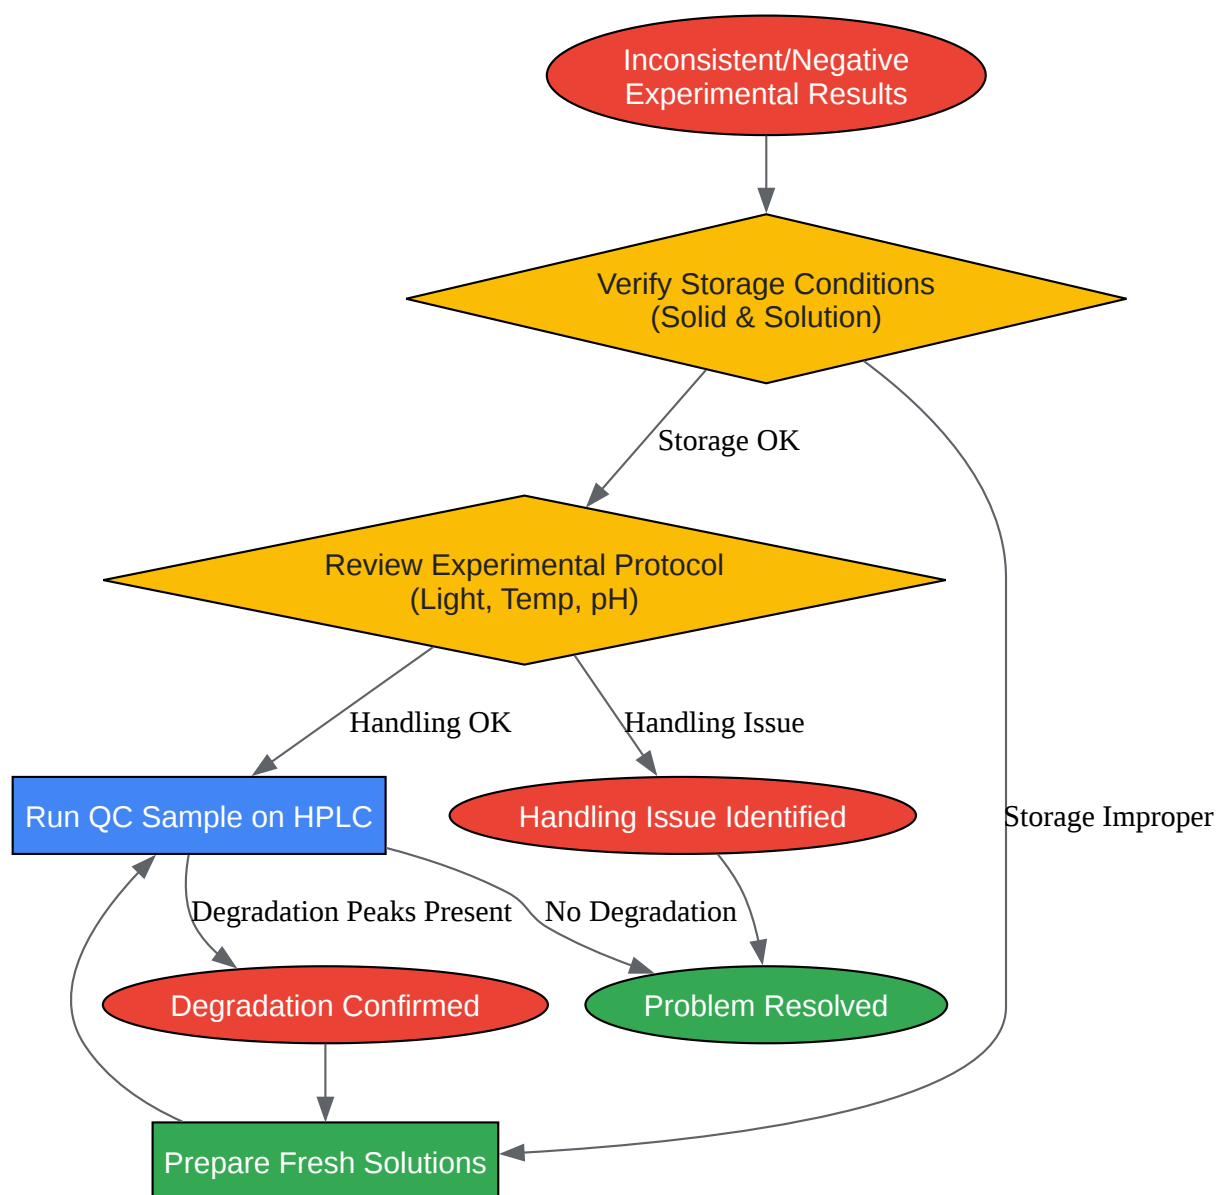 Inconsistent/Negative
Experimental Results
Verify Storage Conditions
(Solid & Solution)
Storage OK
Review Experimental Protocol
(Light, Temp, pH)
Handling OK
Handling Issue
Run QC Sample on HPLC
Handling Issue Identified
Storage Improper
Degradation Peaks Present
No Degradation
Degradation Confirmed
Problem Resolved
Prepare Fresh Solutions